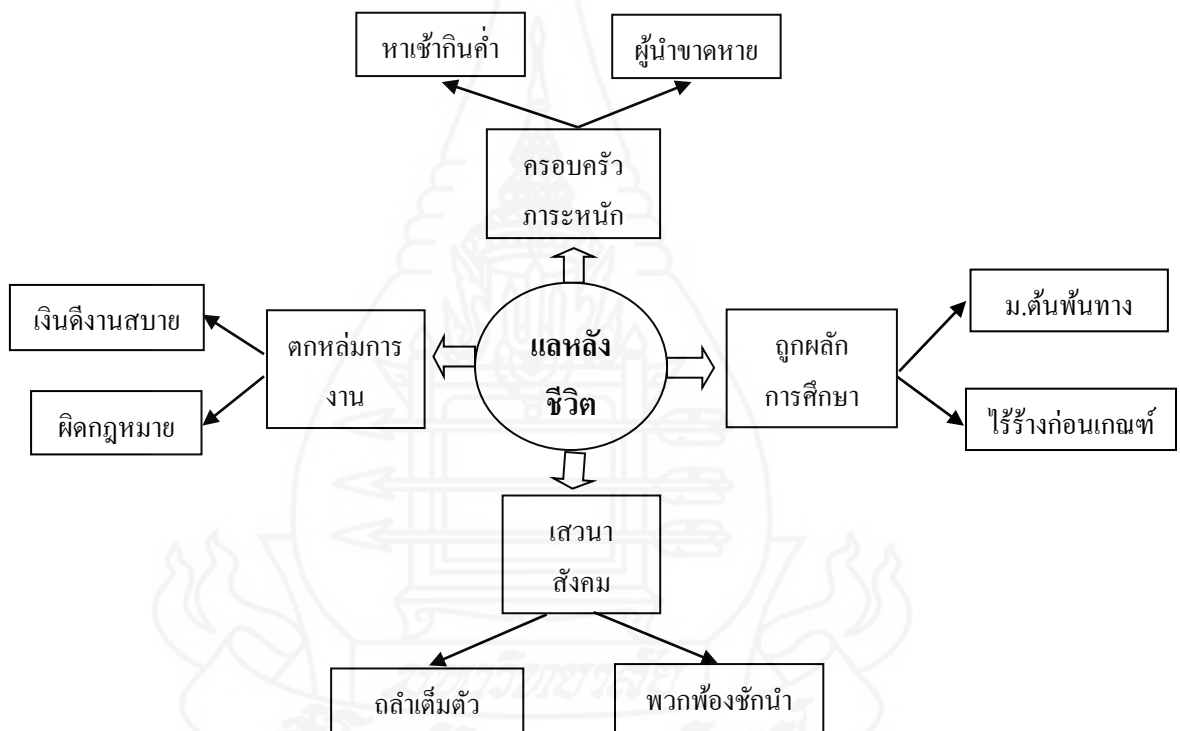 หาเช้ากินค่ำ
ผู้นำขาดหาย
ครอบครัว
ภาระหนัก
เงินดีงานสบาย
ผิดกฎหมาย
ตกหล่มการ
งาน
แลหลัง
ชีวิต
ถูกผลัก
การศึกษา
ม.ต้นพ้นทาง
ไร้ร้างก่อนเกณฑ์
เสวนา
สังคม
ถลำเต็มตัว
พวกพ้องชักนำ